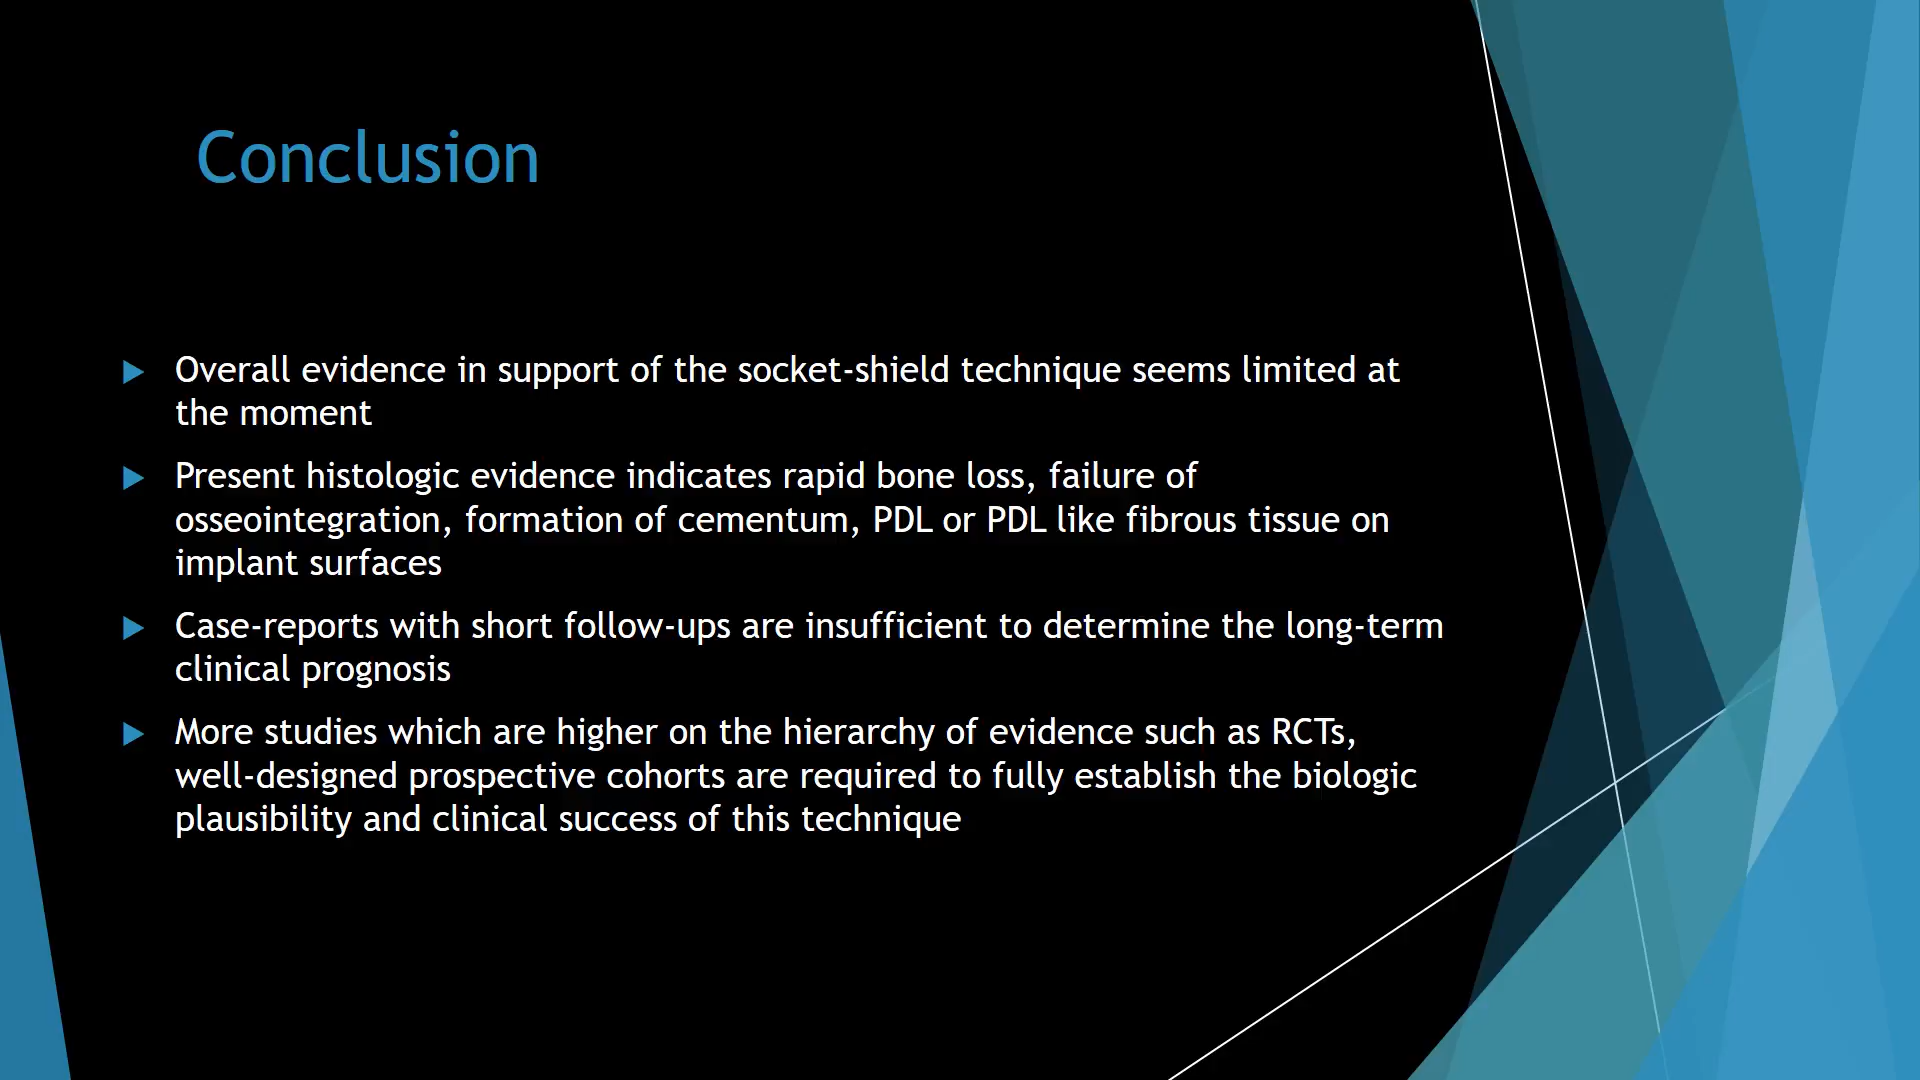 Conclusion
Overall evidence in support of the socket-shield technique seems limited at
the moment
Present histologic evidence indicates rapid bone loss, failure of
osseointegration, formation of cementum, PDL or PDL like fibrous tissue on
implant surfaces
Case-reports with short follow-ups are insufficient to determine the long-term
clinical prognosis
More studies which are higher on the hierarchy of evidence such as RCTs,
well-designed prospective cohorts are required to fully establish the biologic
plausibility and clinical success of this technique